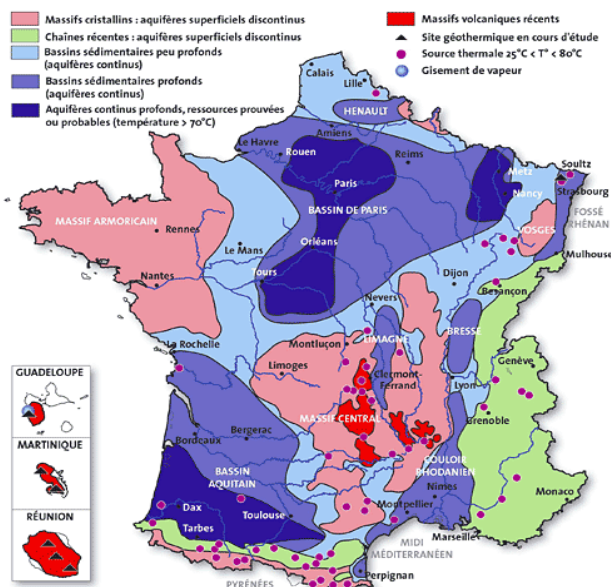 Massifs cristallins : aquifères superficiels discontinus
Chaînes récentes : aquifères superficiels discontinus
Bassins sédimentaires peu profonds
(aquifères continus)
Bassins sédimentaires profonds
(aquifères continus)
Aquifères continus profonds, ressources prouvées
ou probables (température > 70°C)
Massifs volcaniques récents
Site géothermique en cours d'étude
Source thermale 25°C < T° < 80°C
Gisement de vapeur
Calais
Lille
HENAULT
Amiens
Le Havre
Rouen
Reims
Metz
Soultz
Paris
Nancy
Strasbourg
BASSIN DE PARIS
FOSSÉ
RHÉNAN
MASSIF ARMORICAIN
Rennes
VOSGES
Orléans
Le Mans
Mulhouse
Nantes
Tours
Dijon
Besançon
Nevers
BRESSE
La Rochelle
Montluçon
LIMAGNE
Genève
GUADELOUPE
Limoges
Clermont-
Ferrand
Lyon
MASSIF CENTRAL
Grenoble
MARTINIQUE
Bordeaux
Bergerac
COULOIR
RHODANIEN
BASSIN
AQUITAIN
Nîmes
Monaco
RÉUNION
Dax
Toulouse
Montpellier
Tarbes
Marseille
MIDI
MÉDITERRANÉEN
Perpignan
PYRÉNÉES